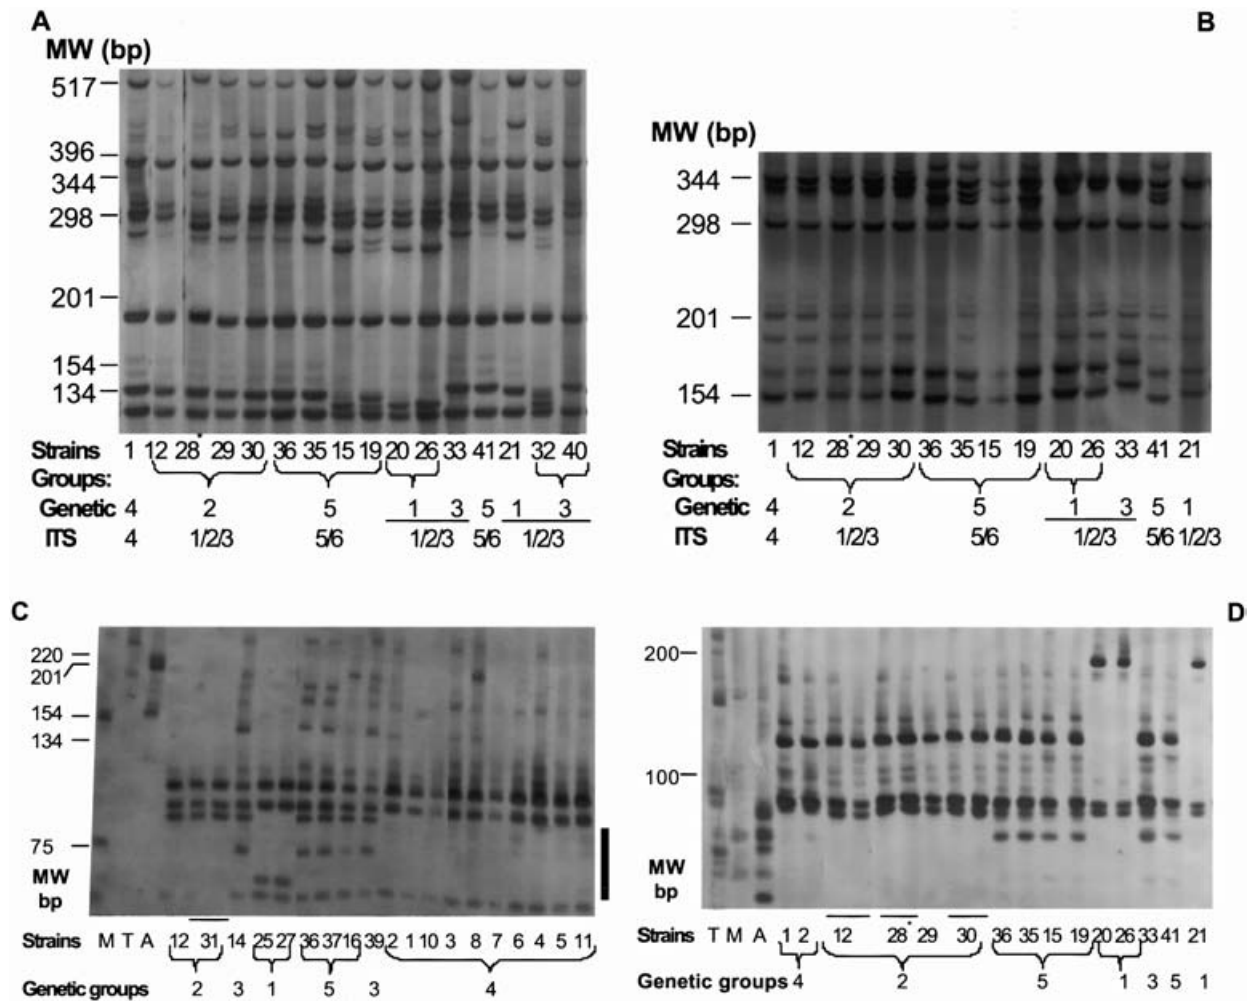 A
MW (bp)
517
396
344
298
201
154
134
Strains 1 12 28 29 30 36 35 15 19 20 26 33 41 21 32 40
Groups:
Genetic 4 2 5 1 3 5 1 3
ITS 4 1/2/3 5/6 1/2/3 5/6 1/2/3
B
MW (bp)
344
298
201
154
Strains 1 12 28 29 30 36 35 15 19 20 26 33 41 21
Groups:
Genetic 4 2 5 1 3 5 1
ITS 4 1/2/3 5/6 1/2/3 5/6 1/2/3
C
220
201
154
134
75
MW
bp
Strains M T A 12 31 14 25 27 36 37 16 39 2 1 10 3 8 7 6 4 5 11
Genetic groups 2 3 1 5 3 4
D
200
100
MW
bp
Strains T M A 1 2 12 28 29 30 36 35 15 19 20 26 33 41 21
Genetic groups 4 2 5 1 3 5 1